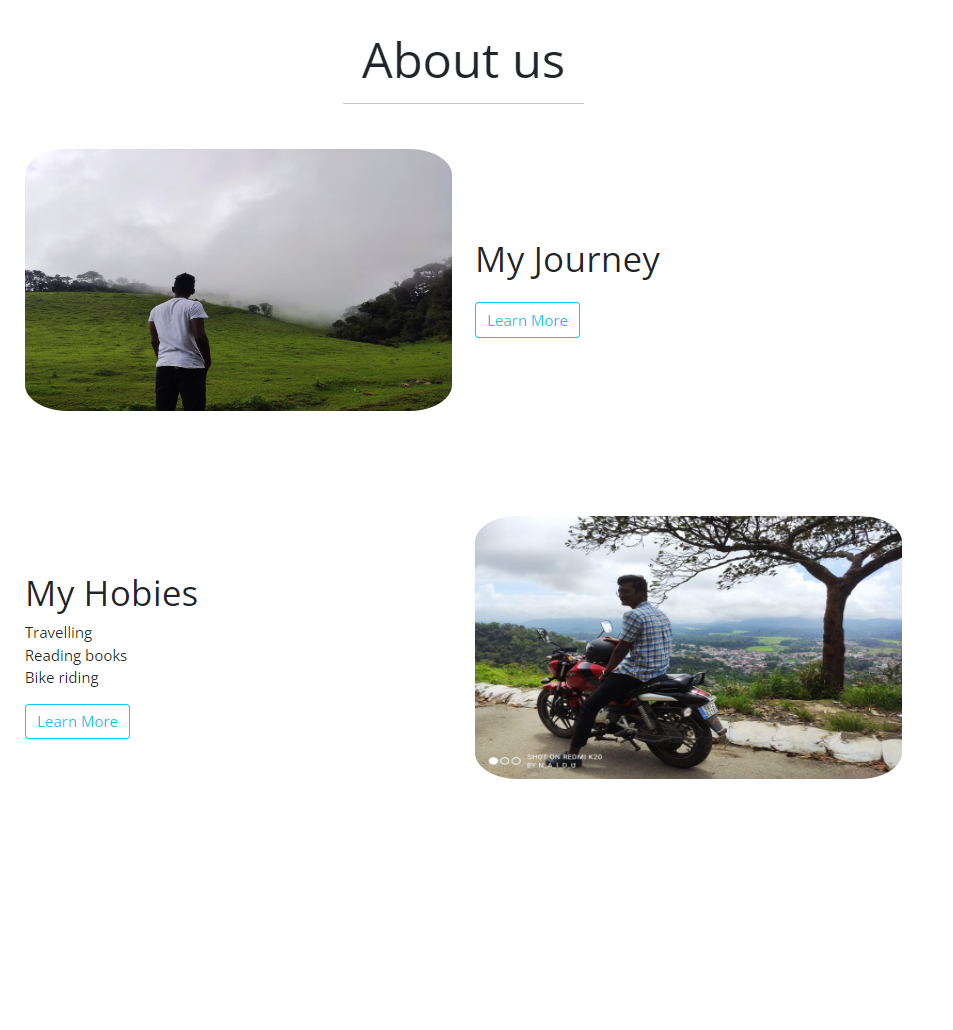 About us
My Journey
Learn More
My Hobies
Travelling
Reading books
Bike riding
Learn More
SHOT ON REDMI K20
BY N A I D U